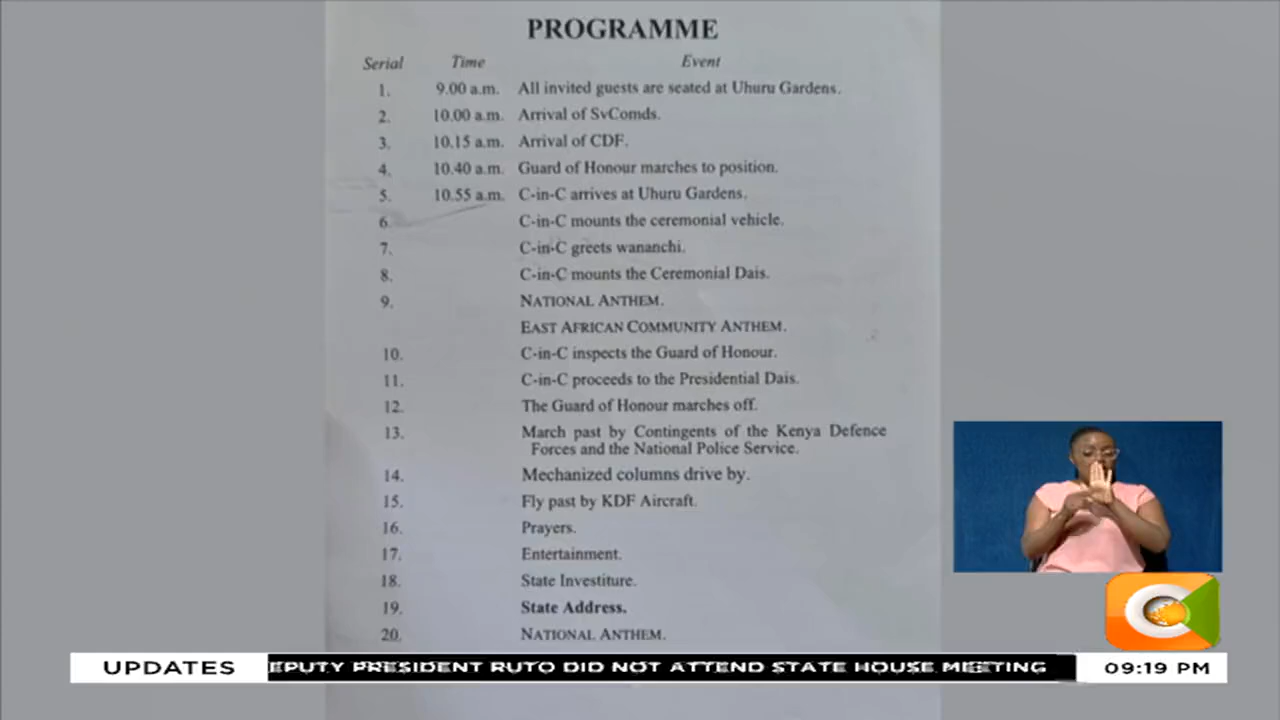 PROGRAMME
Serial Time Event
1. 9.00 a.m. All invited guests are seated at Uhuru Gardens.
2. 10.00 a.m. Arrival of SvComds.
3. 10.15 a.m. Arrival of CDF.
4. 10.40 a.m. Guard of Honour marches to position.
5. 10.55 a.m. C-in-C arrives at Uhuru Gardens.
6 C-in-C mounts the ceremonial vehicle.
7. C-in-C greets wananchi.
8. C-in-C mounts the Ceremonial Dais.
9. NATIONAL ANTHEM.
EAST AFRICAN COMMUNITY ANTHEM.
10. C-in-C inspects the Guard of Honour.
11. C-in-C proceeds to the Presidential Dais.
12. The Guard of Honour marches off.
13. March past by Contingents of the Kenya Defence
Forces and the National Police Service.
14. Mechanized columns drive by.
15. Fly past by KDF Aircraft.
16. Prayers.
17. Entertainment.
18. State Investiture.
19. State Address.
20. NATIONAL ANTHEM.
UPDATES EPUTY PRESIDENT RUTO DID NOT ATTEND STATE HOUSE MEETING 09:19 PM